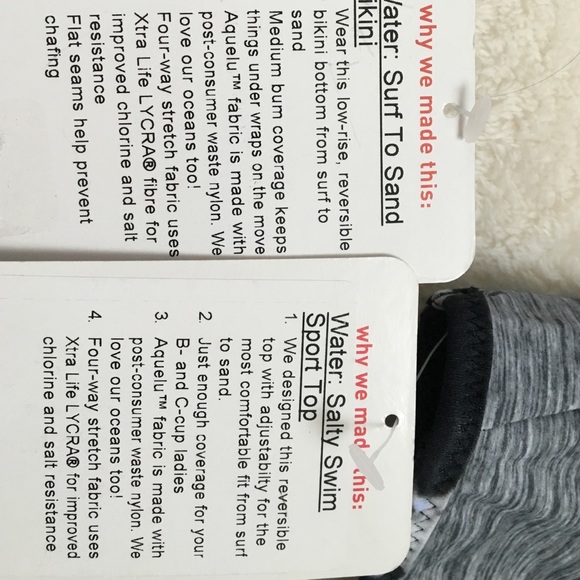 why we made this:
Water: Surf To Sand
Bikini
Wear this low-rise, reversible
bikini bottom from surf to
sand
Medium bum coverage keeps
things under wraps on the move
Aquelu™ fabric is made with
post-consumer waste nylon. We
love our oceans too!
Four-way stretch fabric uses
Xtra Life LYCRA® fibre for
improved chlorine and salt
resistance
Flat seams help prevent
chafing
why we mad this:
Water: Salty Swim
Sport Top
1. We designed this reversible
top with adjustabilty for the
most comfortable fit from surf
to sand.
2. Just enough coverage for your
B- and C-cup ladies
3. Aquelu™ fabric is made with
post-consumer waste nylon. We
love our oceans too!
4. Four-way stretch fabric uses
Xtra Life LYCRA® for improved
chlorine and salt resistance